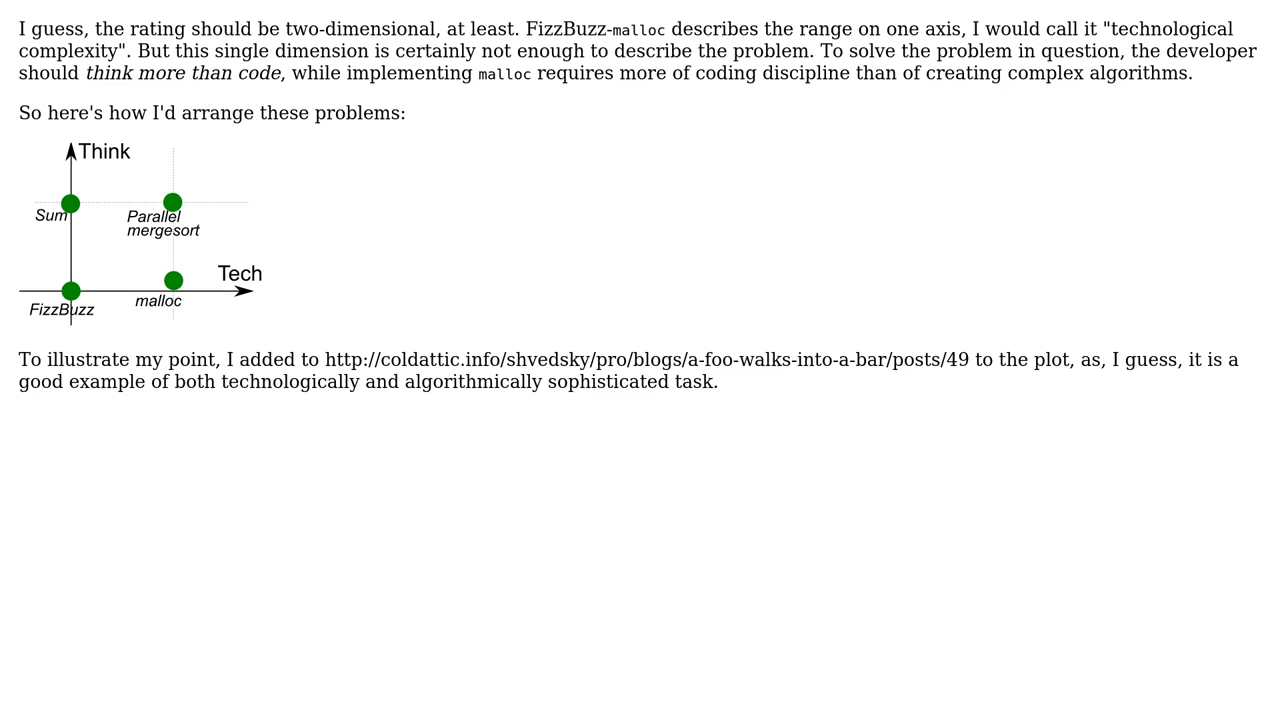 I guess, the rating should be two-dimensional, at least. FizzBuzz-malloc describes the range on one axis, I would call it "technological
complexity". But this single dimension is certainly not enough to describe the problem. To solve the problem in question, the developer
should think more than code, while implementing malloc requires more of coding discipline than of creating complex algorithms.
So here's how I'd arrange these problems:
Think
Sum
Parallel
mergesort
Tech
malloc
FizzBuzz
To illustrate my point, I added to http://coldattic.info/shvedsky/pro/blogs/a-foo-walks-into-a-bar/posts/49 to the plot, as, I guess, it is a
good example of both technologically and algorithmically sophisticated task.